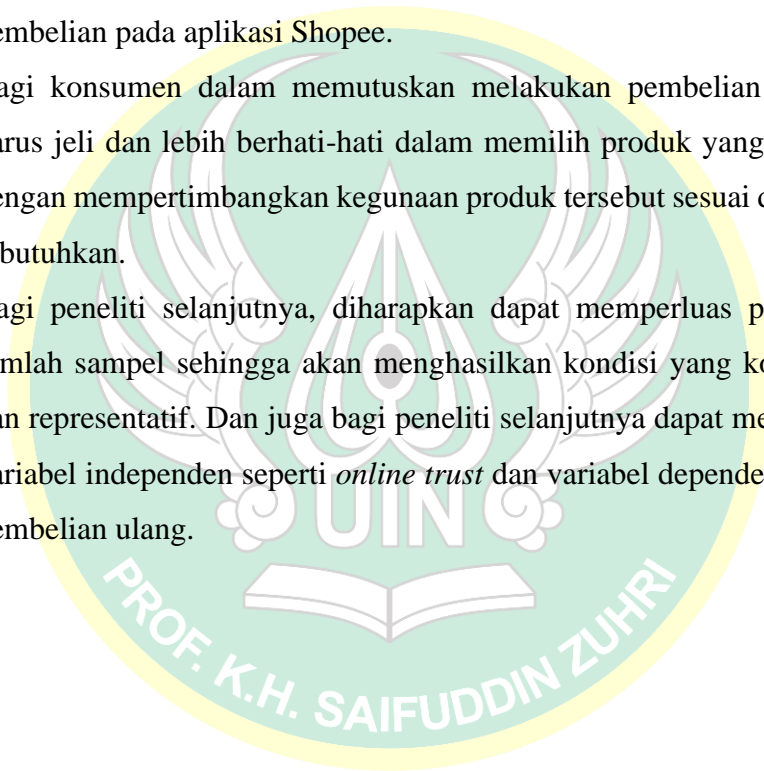 embelian pada aplikasi Shopee.
agi konsumen dalam memutuskan melakukan pembelian
arus jeli dan lebih berhati-hati dalam memilih produk yang
engan mempertimbangkan kegunaan produk tersebut sesuai
butuhkan.
agi peneliti selanjutnya, diharapkan dapat memperluas p
mlah sampel sehingga akan menghasilkan kondisi yang ko
an representatif. Dan juga bagi peneliti selanjutnya dapat me
ariabel independen seperti online trust dan variabel depende
embelian ulang.
UIN
PROF. K.H. SAIFUDDIN ZUHRI